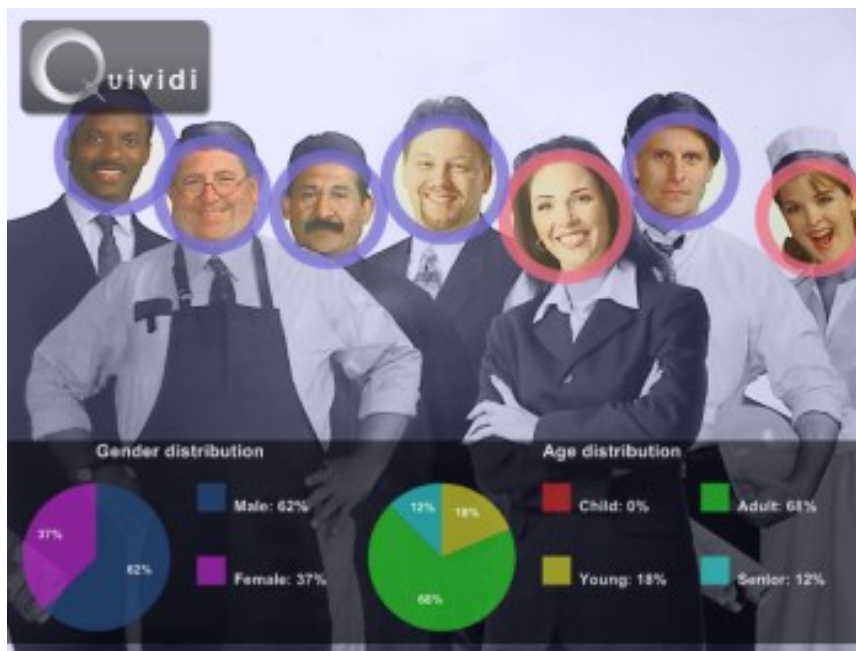 Quividi
Gender distribution
Age distribution
Male: 62%
Female: 37%
37%
62%
Child: 0%
Adult: 68%
Young: 18%
Senior: 12%
12%
18%
68%